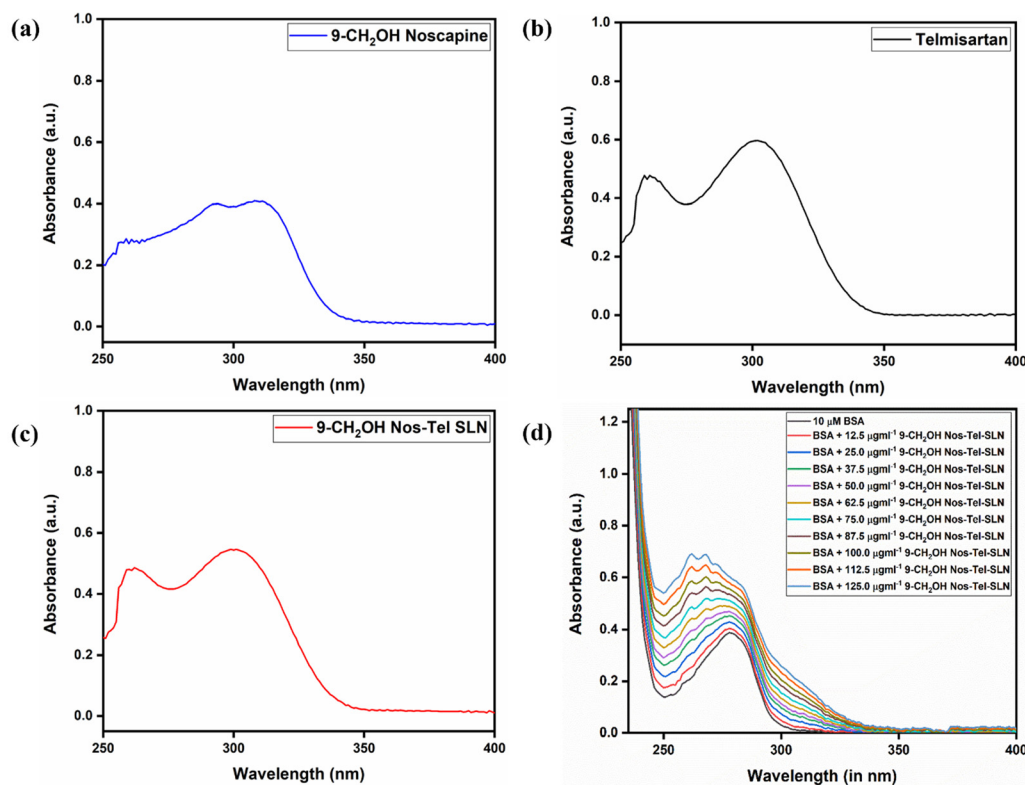 (a)
9-CH₂OH Noscapine
Absorbance (a.u.)
1.0
0.8
0.6
0.4
0.2
0.0
250
300
350
400
Wavelength (nm)
(b)
Telmisartan
Absorbance (a.u.)
1.0
0.8
0.6
0.4
0.2
0.0
250
300
350
400
Wavelength (nm)
(c)
9-CH₂OH Nos-Tel SLN
Absorbance (a.u.)
1.0
0.8
0.6
0.4
0.2
0.0
250
300
350
400
Wavelength (nm)
(d)
10 μM BSA
BSA + 12.5 μgml⁻¹ 9-CH₂OH Nos-Tel-SLN
BSA + 25.0 μgml⁻¹ 9-CH₂OH Nos-Tel-SLN
BSA + 37.5 μgml⁻¹ 9-CH₂OH Nos-Tel-SLN
BSA + 50.0 μgml⁻¹ 9-CH₂OH Nos-Tel-SLN
BSA + 62.5 μgml⁻¹ 9-CH₂OH Nos-Tel-SLN
BSA + 75.0 μgml⁻¹ 9-CH₂OH Nos-Tel-SLN
BSA + 87.5 μgml⁻¹ 9-CH₂OH Nos-Tel-SLN
BSA + 100.0 μgml⁻¹ 9-CH₂OH Nos-Tel-SLN
BSA + 112.5 μgml⁻¹ 9-CH₂OH Nos-Tel-SLN
BSA + 125.0 μgml⁻¹ 9-CH₂OH Nos-Tel-SLN
Absorbance (a.u.)
1.2
1.0
0.8
0.6
0.4
0.2
0.0
250
300
350
400
Wavelength (in nm)